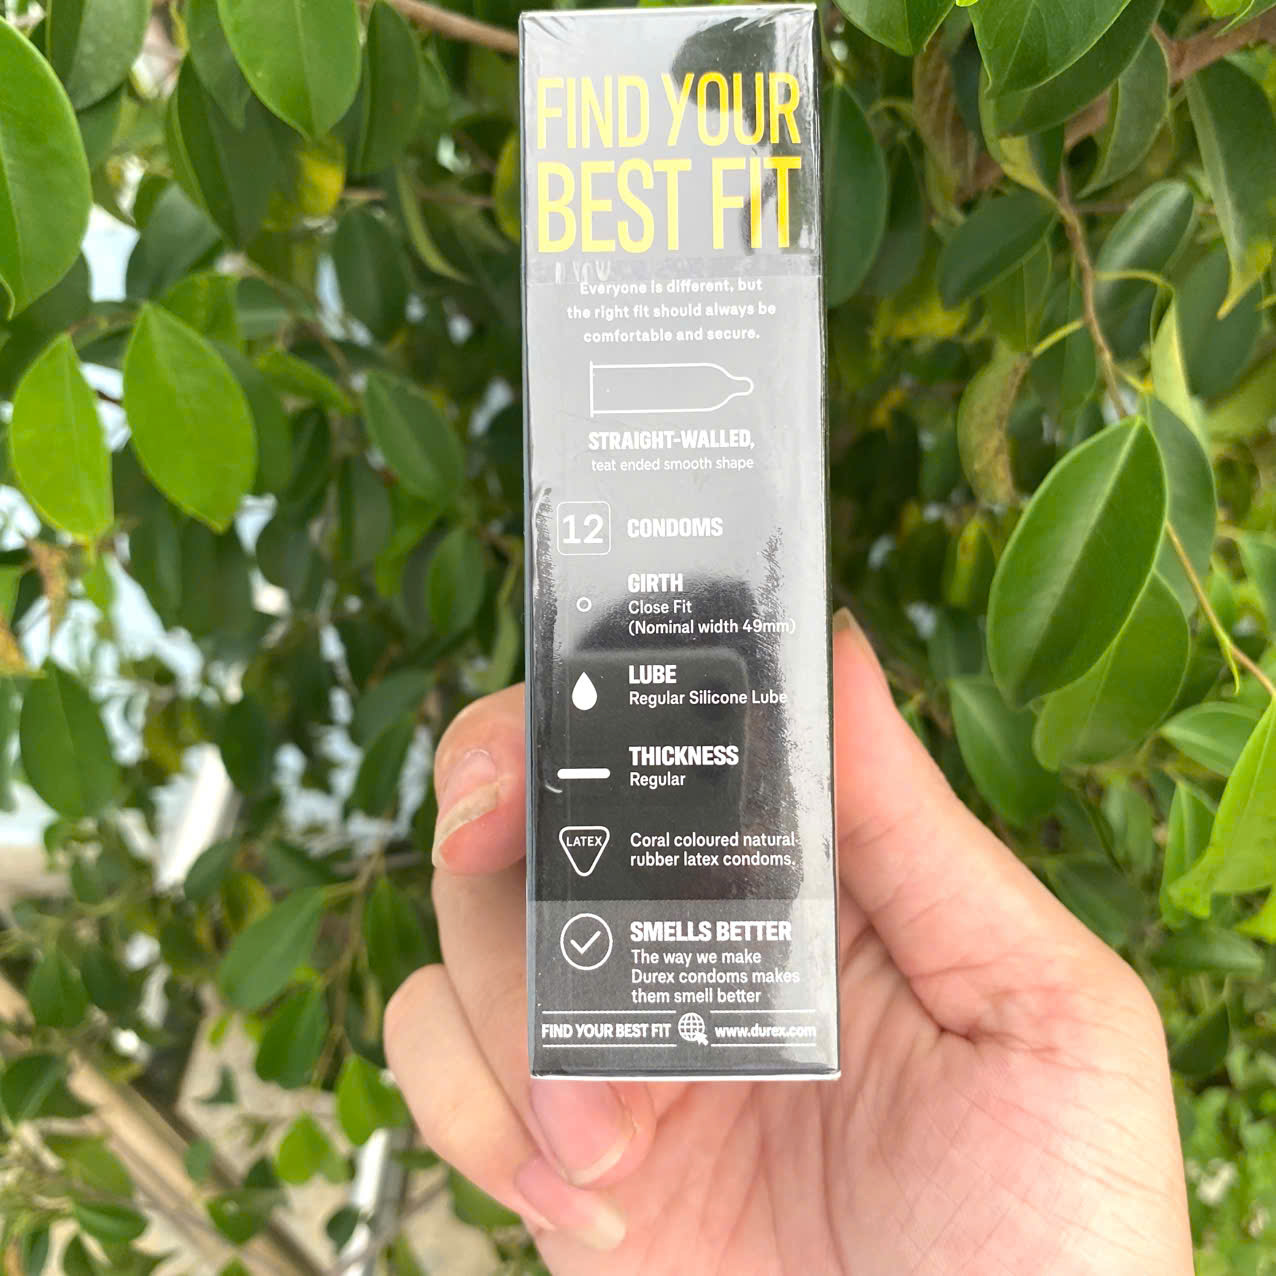 FIND YOUR
BEST FIT
Everyone is different, but
the right fit should always be
comfortable and secure.
STRAIGHT-WALLED,
teat ended smooth shape
12 CONDOMS
GIRTH
Close Fit
(Nominal width 49mm)
LUBE
Regular Silicone Lube
THICKNESS
Regular
LATEX
Coral coloured natural
rubber latex condoms.
SMELLS BETTER
The way we make
Durex condoms makes
them smell better
FIND YOUR BEST FIT www.durex.com